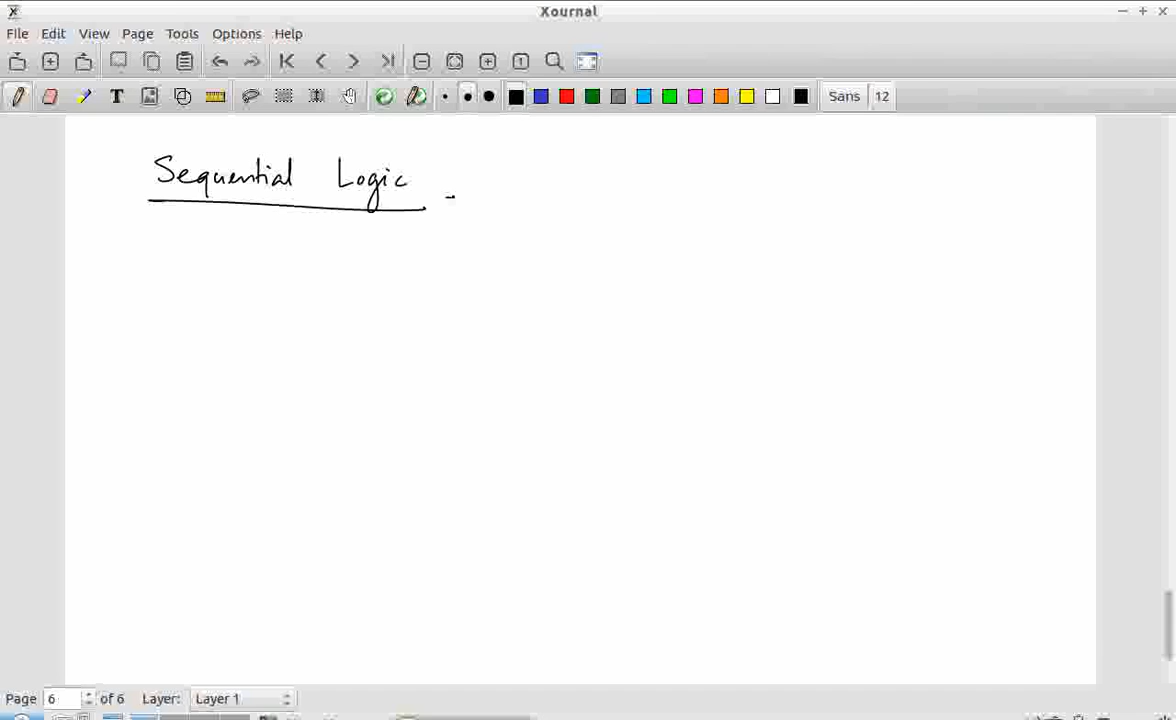 Xournal
File Edit View Page Tools Options Help
Sans 12
Sequential Logic
Page 6 of 6 Layer: Layer 1